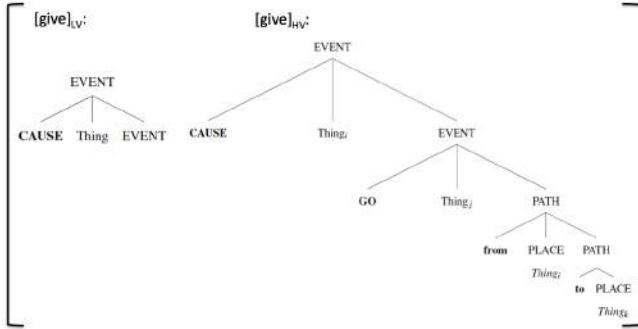 [give]LV: [give]HV:
EVENT
EVENT
CAUSE Thing EVENT
CAUSE Thingi EVENT
GO Thingj PATH
from PLACE PATH
Thingi
to PLACE
Thingk